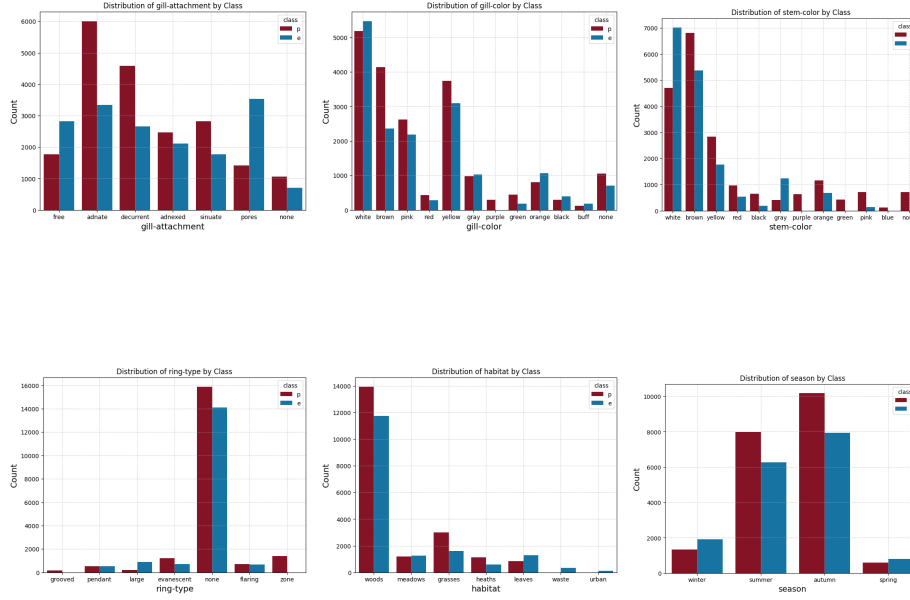 Distribution of gill-attachment by Class
class
p
e
6000
5000
4000
3000
2000
1000
0
Count
free adnate decurrent adnexed sinuate pores none
gill-attachment
Distribution of gill-color by Class
class
p
e
5000
4000
3000
2000
1000
0
Count
white brown pink red yellow gray purple green orange black buff none
gill-color
Distribution of stem-color by Class
class
7000
6000
5000
4000
3000
2000
1000
0
Count
white brown yellow red black gray purple orange green pink blue
stem-color
Distribution of ring-type by Class
class
p
e
16000
14000
12000
10000
8000
6000
4000
2000
0
Count
grooved pendant large evanescent none flaring zone
ring-type
Distribution of habitat by Class
class
p
e
14000
12000
10000
8000
6000
4000
2000
0
Count
woods meadows grasses heaths leaves waste urban
habitat
Distribution of season by Class
class
10000
8000
6000
4000
2000
0
Count
winter summer autumn spring
season